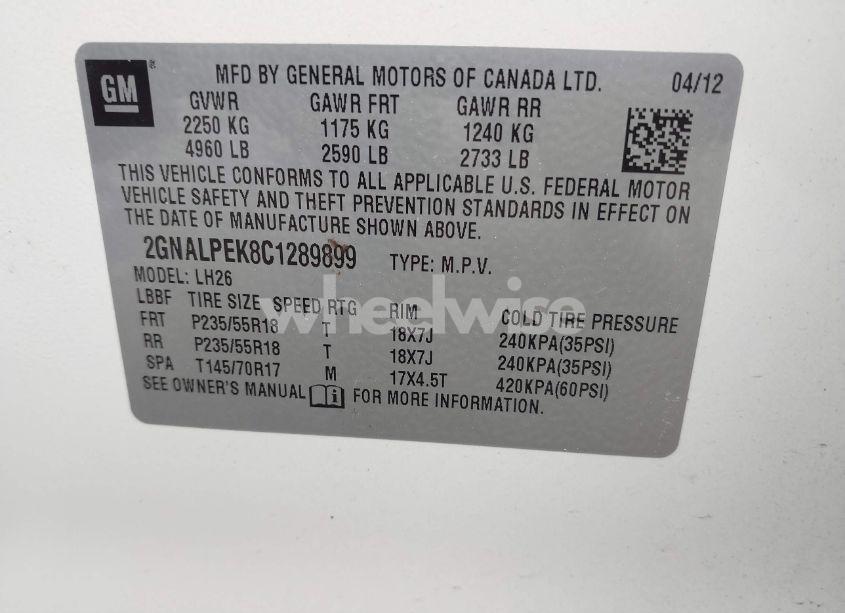 GM ®
MFD BY GENERAL MOTORS OF CANADA LTD. 04/12
GVWR GAWR FRT GAWR RR
2250 KG 1175 KG 1240 KG
4960 LB 2590 LB 2733 LB
THIS VEHICLE CONFORMS TO ALL APPLICABLE U.S. FEDERAL MOTOR
VEHICLE SAFETY AND THEFT PREVENTION STANDARDS IN EFFECT ON
THE DATE OF MANUFACTURE SHOWN ABOVE.
2GNALPEK8C1289899 TYPE: M.P.V.
MODEL: LH26
LBBF TIRE SIZE SPEED RTG RIM COLD TIRE PRESSURE
FRT P235/55R18 T 18X7J 240KPA(35PSI)
RR P235/55R18 T 18X7J 240KPA(35PSI)
SPA T145/70R17 M 17X4.5T 420KPA(60PSI)
SEE OWNER'S MANUAL FOR MORE INFORMATION.
wheelwise